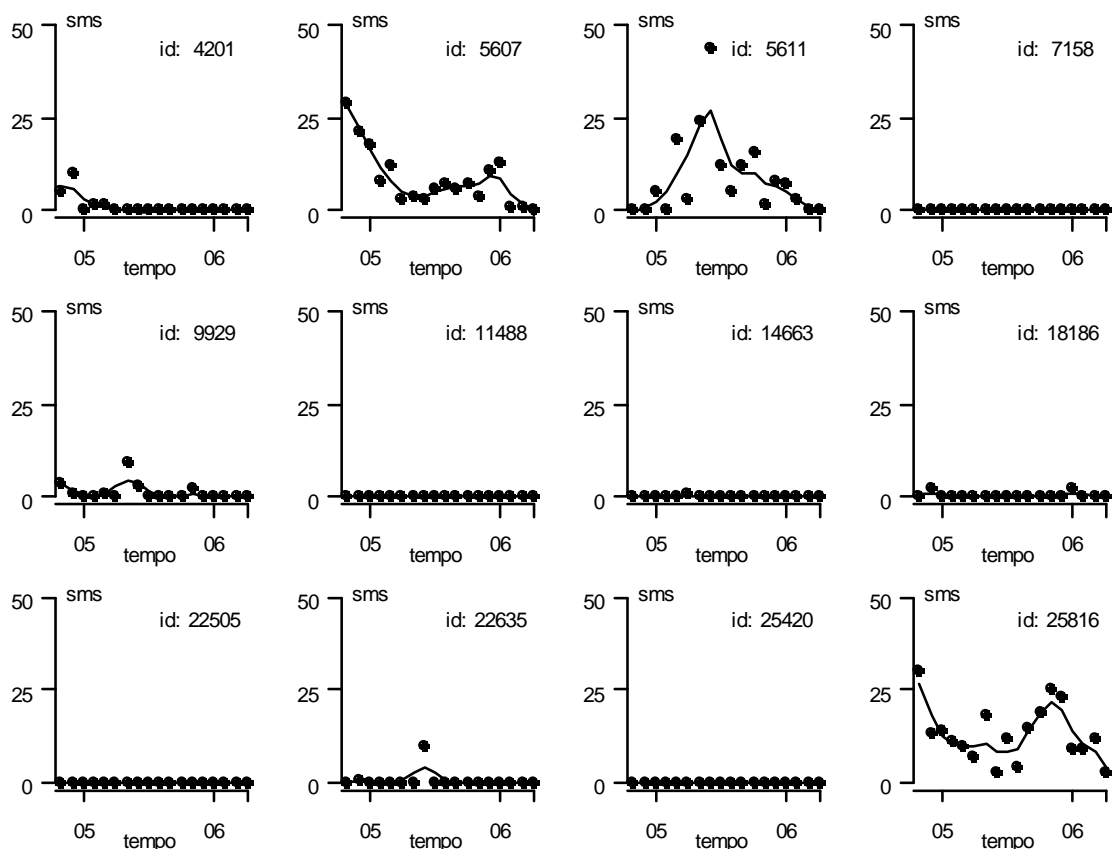 50 sms
id: 4201
25
0
05 06
tempo
50 sms
id: 5607
25
0
05 06
tempo
50 sms
id: 5611
25
0
05 06
tempo
50 sms
id: 7158
25
0
05 06
tempo
50 sms
id: 9929
25
0
05 06
tempo
50 sms
id: 11488
25
0
05 06
tempo
50 sms
id: 14663
25
0
05 06
tempo
50 sms
id: 18186
25
0
05 06
tempo
50 sms
id: 22505
25
0
05 06
tempo
50 sms
id: 22635
25
0
05 06
tempo
50 sms
id: 25420
25
0
05 06
tempo
50 sms
id: 25816
25
0
05 06
tempo